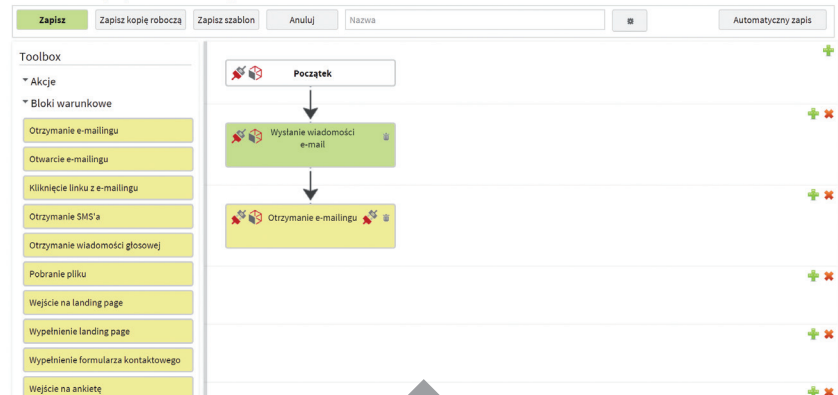 Zapisz Zapisz kopię roboczą Zapisz szablon Anuluj Nazwa Automatyczny zapis
Toolbox
Akcje
Bloki warunkowe
Otrzymanie e-mailingu
Otwarcie e-mailingu
Kliknięcie linku z e-mailingu
Otrzymanie SMS'a
Otrzymanie wiadomości głosowej
Pobranie pliku
Wejście na landing page
Wypełnienie landing page
Wypełnienie formularza kontaktowego
Wejście na ankietę
Początek
Wysłanie wiadomości
e-mail
Otrzymanie e-mailingu